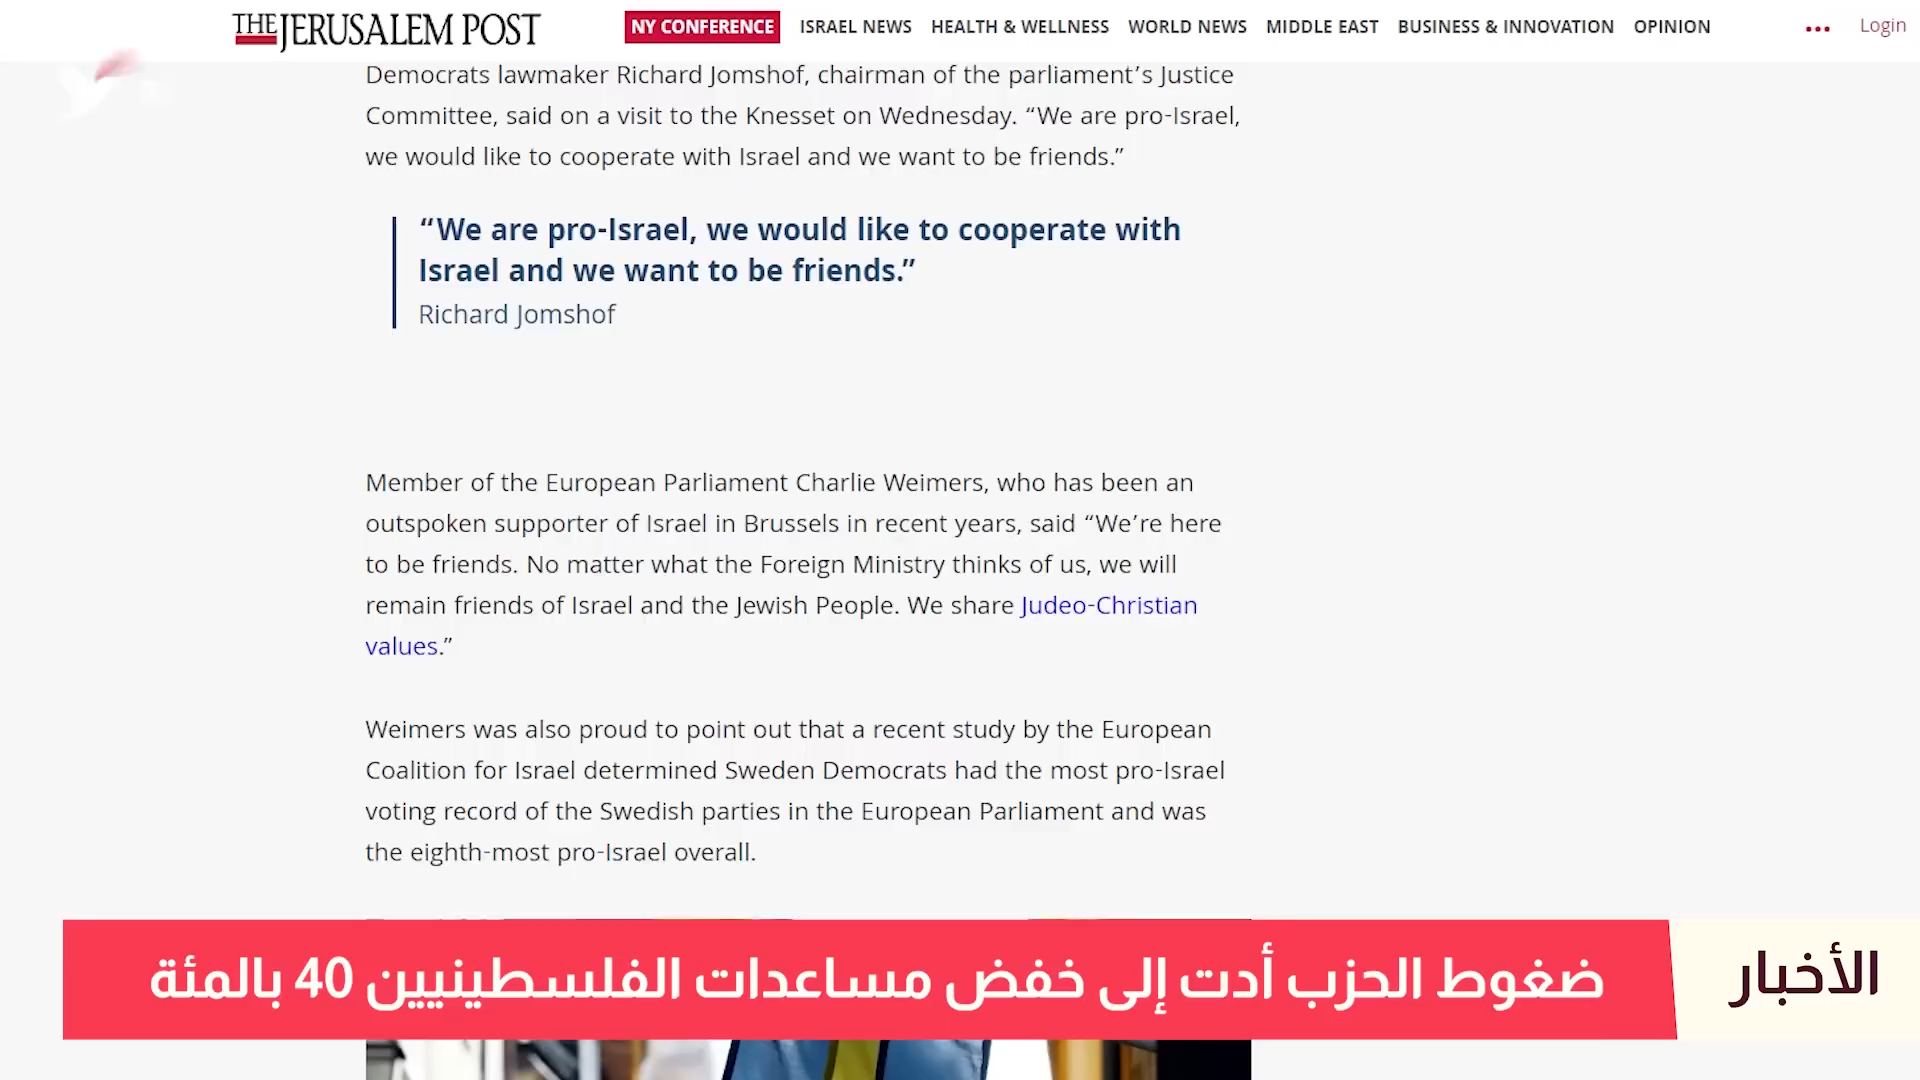 THE JERUSALEM POST
NY CONFERENCE ISRAEL NEWS HEALTH & WELLNESS WORLD NEWS MIDDLE EAST BUSINESS & INNOVATION OPINION ••• Login
Democrats lawmaker Richard Jomshof, chairman of the parliament’s Justice
Committee, said on a visit to the Knesset on Wednesday. “We are pro-Israel,
we would like to cooperate with Israel and we want to be friends.”
“We are pro-Israel, we would like to cooperate with
Israel and we want to be friends.”
Richard Jomshof
Member of the European Parliament Charlie Weimers, who has been an
outspoken supporter of Israel in Brussels in recent years, said “We’re here
to be friends. No matter what the Foreign Ministry thinks of us, we will
remain friends of Israel and the Jewish People. We share Judeo-Christian
values.”
Weimers was also proud to point out that a recent study by the European
Coalition for Israel determined Sweden Democrats had the most pro-Israel
voting record of the Swedish parties in the European Parliament and was
the eighth-most pro-Israel overall.
الأخبار
ضغوط الحزب أدت إلى خفض مساعدات الفلسطينيين 40 بالمئة